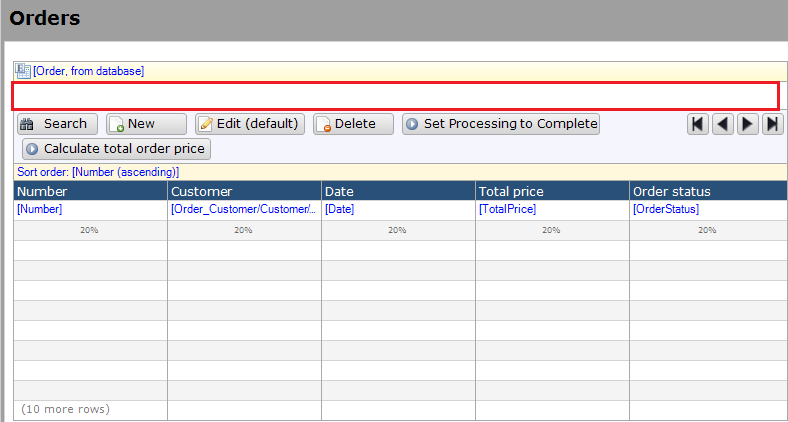 Orders
[Order, from database]
Search New Edit (default) Delete Set Processing to Complete
Calculate total order price
Sort order: [Number (ascending)]
Number Customer Date Total price Order status
[Number] [Order_Customer/Customer/... [Date] [TotalPrice] [OrderStatus]
20% 20% 20% 20% 20%
(10 more rows)